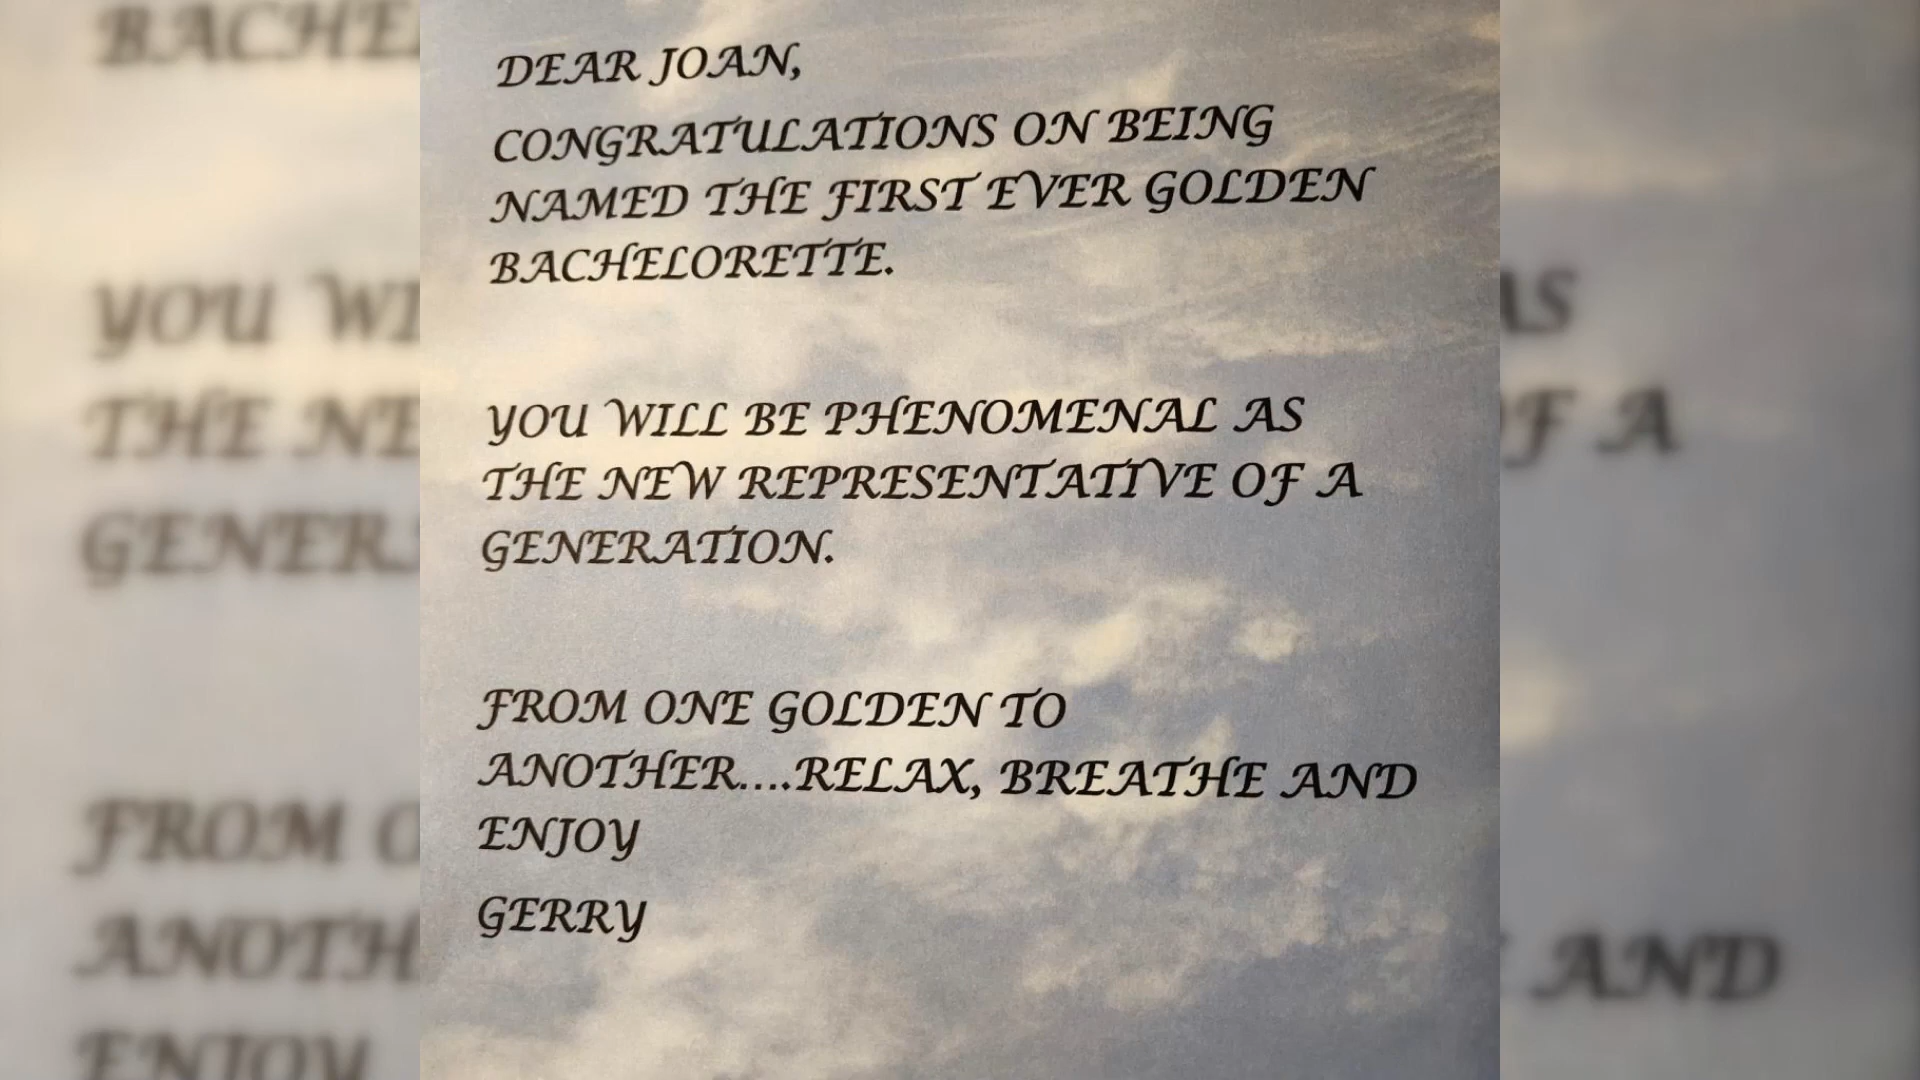 DEAR JOAN,
CONGRATULATIONS ON BEING
NAMED THE FIRST EVER GOLDEN
BACHELORETTE.
YOU WILL BE PHENOMENAL AS
THE NEW REPRESENTATIVE OF A
GENERATION.
FROM ONE GOLDEN TO
ANOTHER....RELAX, BREATHE AND
ENJOY
GERRY